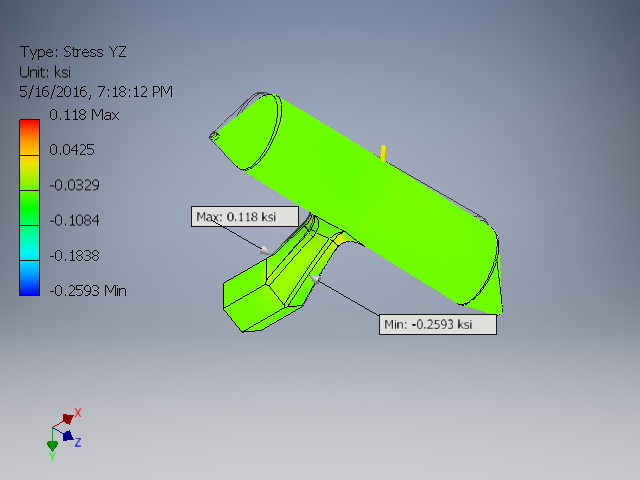 Type: Stress YZ
Unit: ksi
5/16/2016, 7:18:12 PM
0.118 Max
0.0425
-0.0329
-0.1084
-0.1838
-0.2593 Min
Max: 0.118 ksi
Min: -0.2593 ksi
X
Z
Y